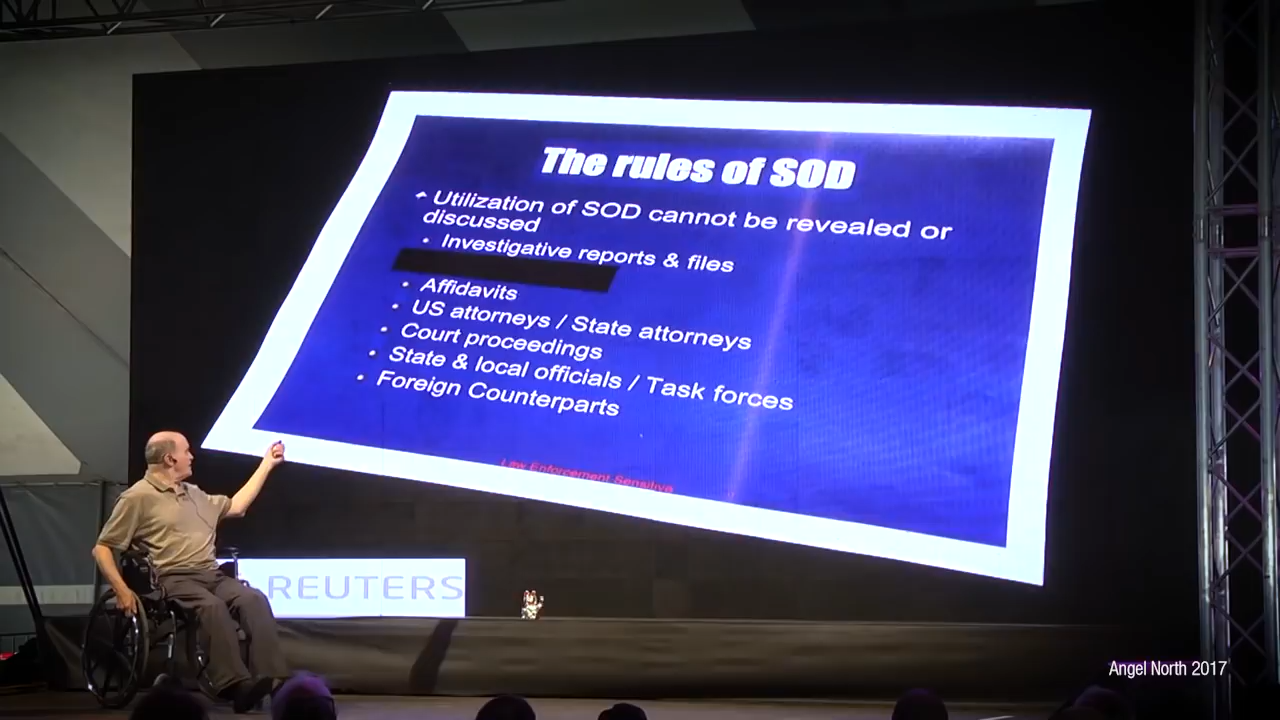 The rules of SOD
Utilization of SOD cannot be revealed or
discussed
• Investigative reports & files
• Affidavits
• US attorneys / State attorneys
• Court proceedings
• State & local officials / Task forces
• Foreign Counterparts
Law Enforcement Sensitive
REUTERS
Angel North 2017